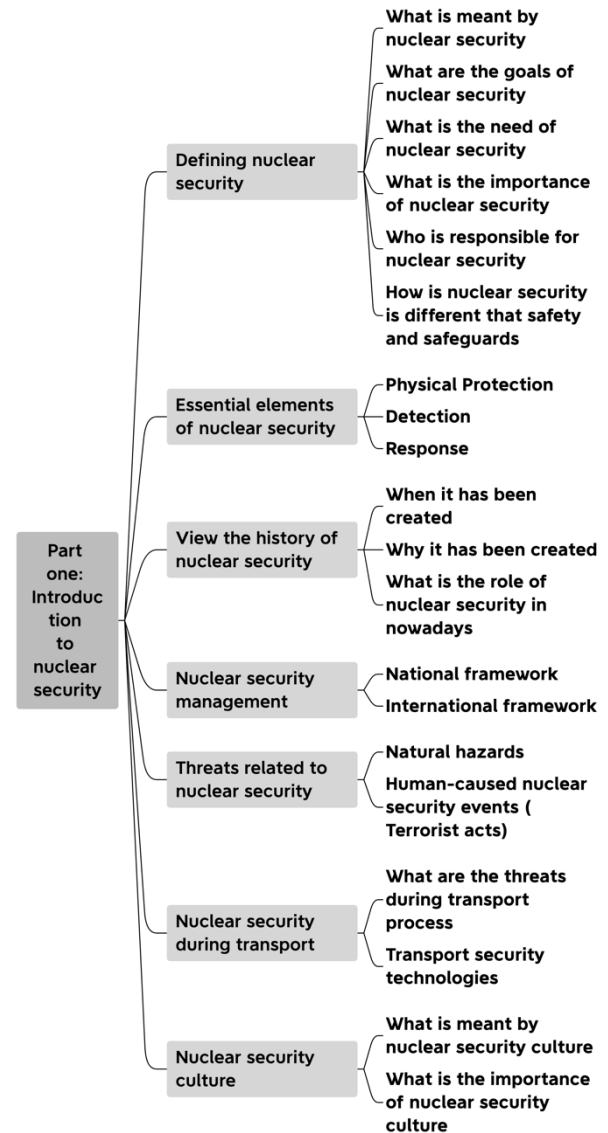 Part
one:
Introduc
tion
to
nuclear
security
Defining nuclear
security
What is meant by
nuclear security
What are the goals of
nuclear security
What is the need of
nuclear security
What is the importance
of nuclear security
Who is responsible for
nuclear security
How is nuclear security
is different that safety
and safeguards
Essential elements
of nuclear security
Physical Protection
Detection
Response
View the history of
nuclear security
When it has been
created
Why it has been created
What is the role of
nuclear security in
nowadays
Nuclear security
management
National framework
International framework
Threats related to
nuclear security
Natural hazards
Human-caused nuclear
security events (
Terrorist acts)
Nuclear security
during transport
What are the threats
during transport
process
Transport security
technologies
Nuclear security
culture
What is meant by
nuclear security culture
What is the importance
of nuclear security
culture